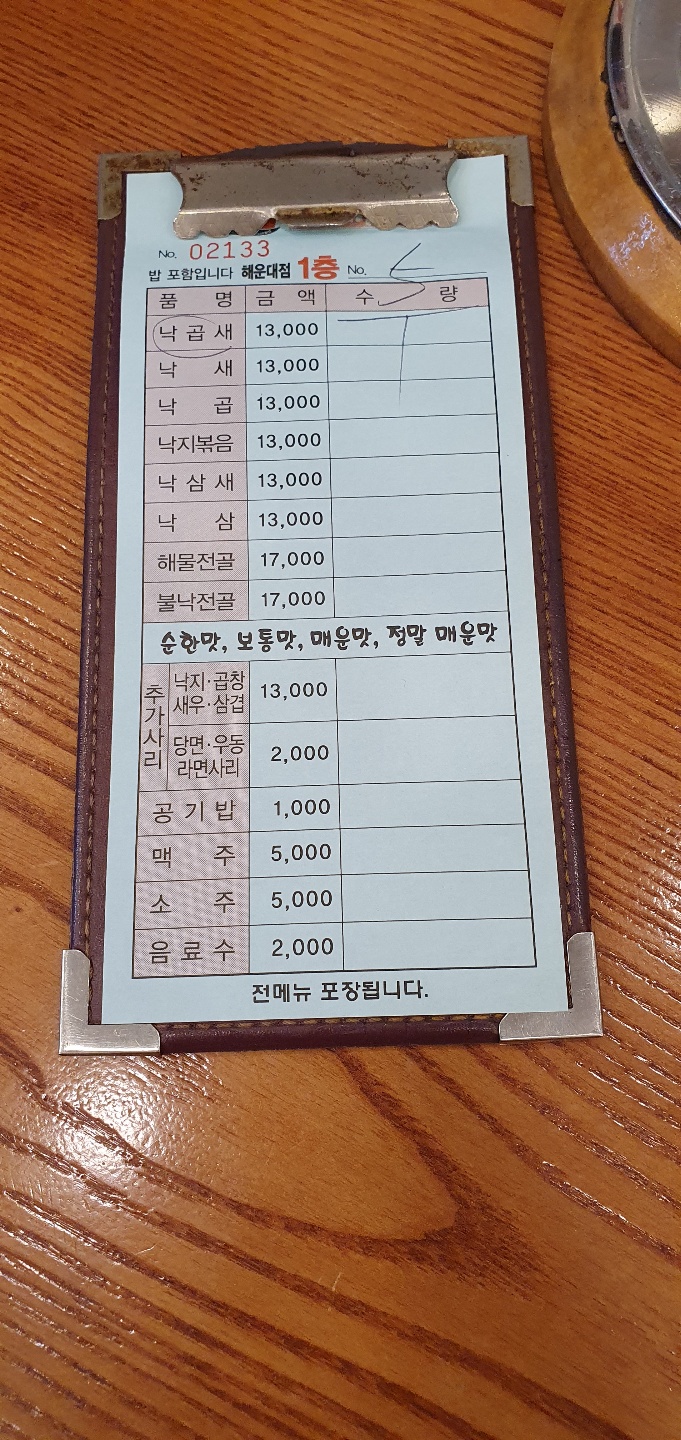 No. 02133
밥 포함입니다 해운대점 1층 No. 5
품 명 금 액 수 량
낙 곱 새 13,000 T
낙 새 13,000
낙 곱 13,000
낙지볶음 13,000
낙 삼 새 13,000
낙 삼 13,000
해물전골 17,000
불낙전골 17,000
순한맛, 보통맛, 매운맛, 정말 매운맛
추가사리
낙지·곱창
새우·삼겹 13,000
당면·우동
라면사리 2,000
공 기 밥 1,000
맥 주 5,000
소 주 5,000
음 료 수 2,000
전메뉴 포장됩니다.